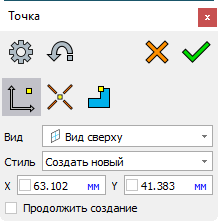 Точка
Вид Вид сверху
Стиль Создать новый
X 63.102 мм Y 41.383 мм
Продолжить создание